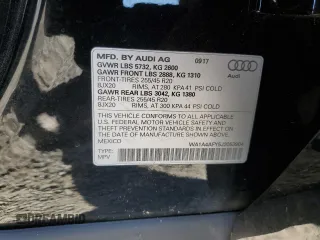 MFD. BY AUDI AG 09/17
GVWR LBS 5732, KG 2600
GAWR FRONT LBS 2888, KG 1310
FRONT-TIRES 255/45 R20
8JX20 RIMS, AT 280 KPA 41 PSI COLD
GAWR REAR LBS 3042, KG 1380
REAR-TIRES 255/45 R20
8JX20 RIMS, AT 300 KPA 44 PSI COLD
Audi
THIS VEHICLE CONFORMS TO ALL APPLICABLE
U.S. FEDERAL MOTOR VEHICLE SAFETY
AND THEFT PREVENTION STANDARDS IN EFFECT ON THE
DATE OF MANUFACTURE SHOWN ABOVE
MEXICO
TYPE:
MPV